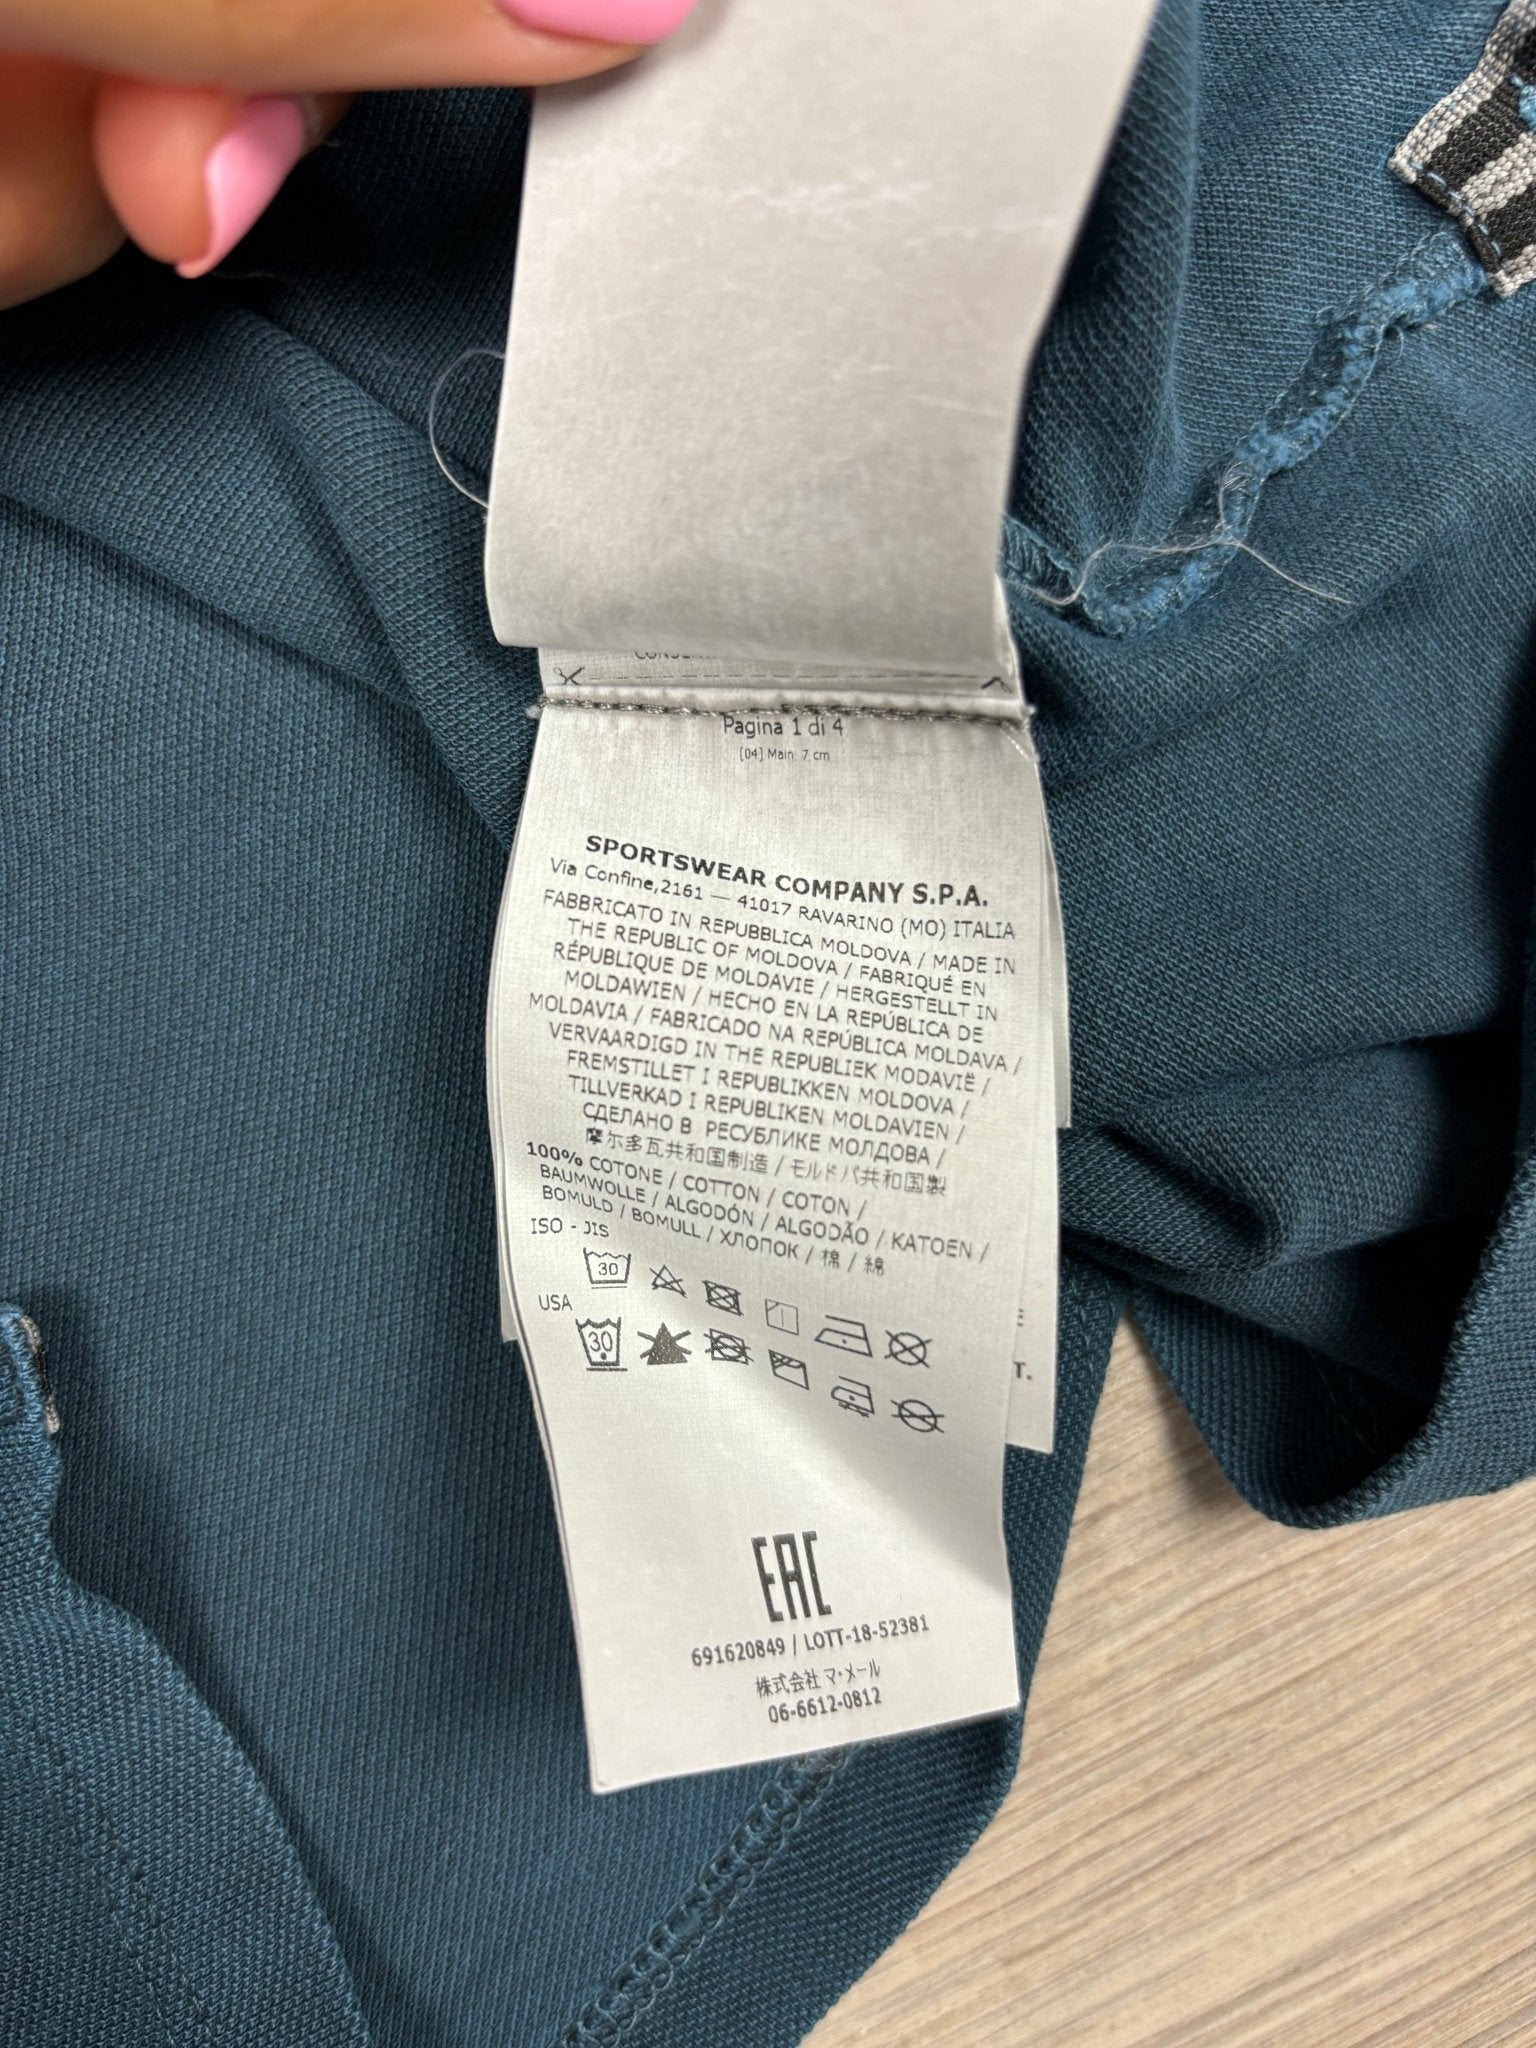 Pagina 1 di 4
[04] Main 7 cm
SPORTSWEAR COMPANY S.P.A.
Via Confine,2161 — 41017 RAVARINO (MO) ITALIA
FABBRICATO IN REPUBBLICA MOLDOVA / MADE IN
THE REPUBLIC OF MOLDOVA / FABRIQUÉ EN
RÉPUBLIQUE DE MOLDAVIE / HERGESTELLT IN
MOLDAWIEN / HECHO EN LA REPÚBLICA DE
MOLDAVIA / FABRICADO NA REPÚBLICA MOLDAVA /
VERVAARDIGD IN THE REPUBLIEK MODAVIË /
FREMSTILLET I REPUBLIKKEN MOLDOVA /
TILLVERKAD I REPUBLIKEN MOLDAVIEN /
СДЕЛАНО В РЕСУБЛИКЕ МОЛДОВА /
摩尔多瓦共和国制造 / モルドバ共和国製
100% COTONE / COTTON / COTON /
BAUMWOLLE / ALGODÓN / ALGODÃO / KATOEN /
BOMULD / BOMULL / ХЛОПОК / 棉 / 綿
ISO - JIS
30
USA
30
T.
EAC
691620849 / LOTT-18-52381
株式会社 マ・メール
06-6612-0812